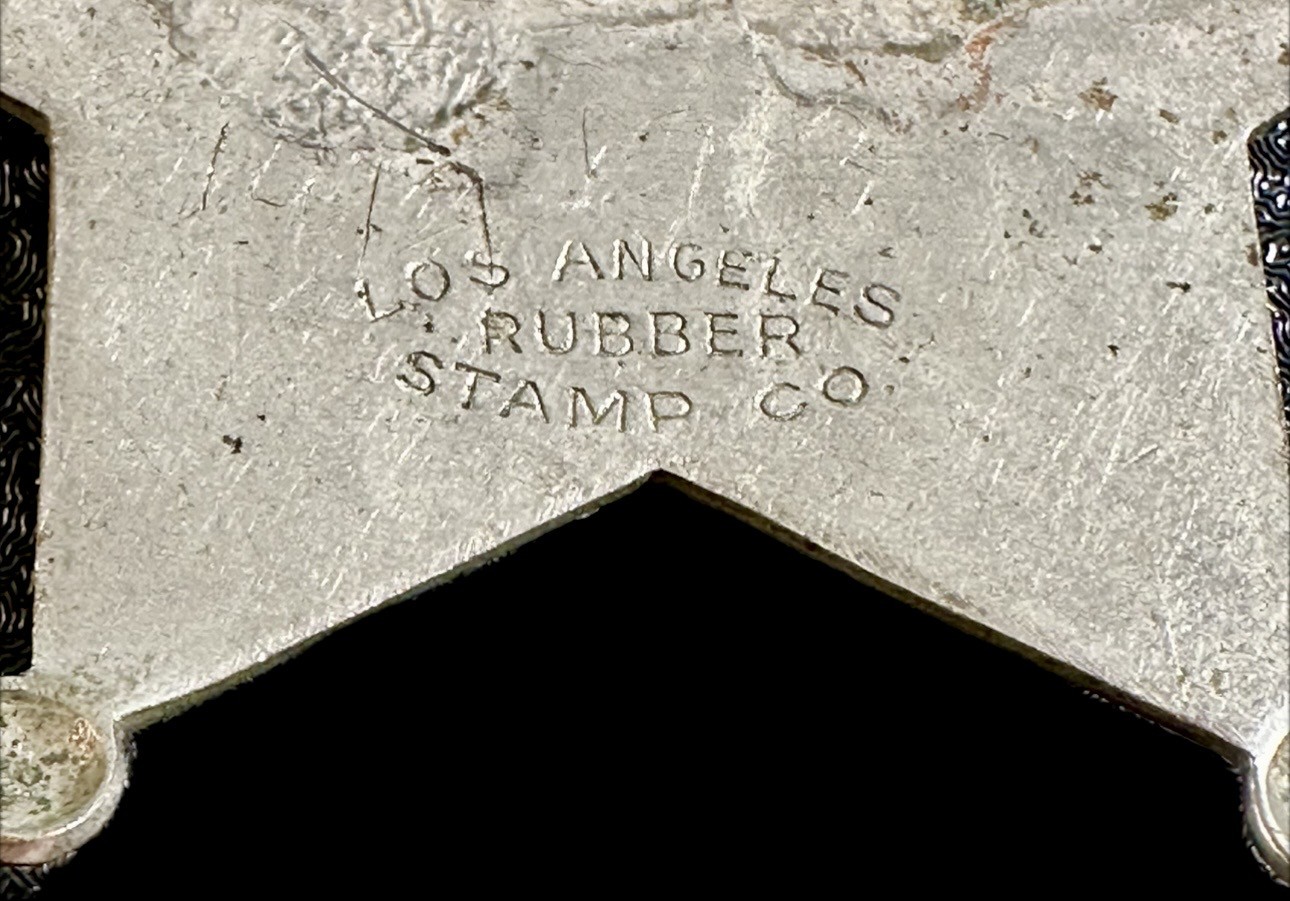 LOS ANGELES
RUBBER
STAMP CO.